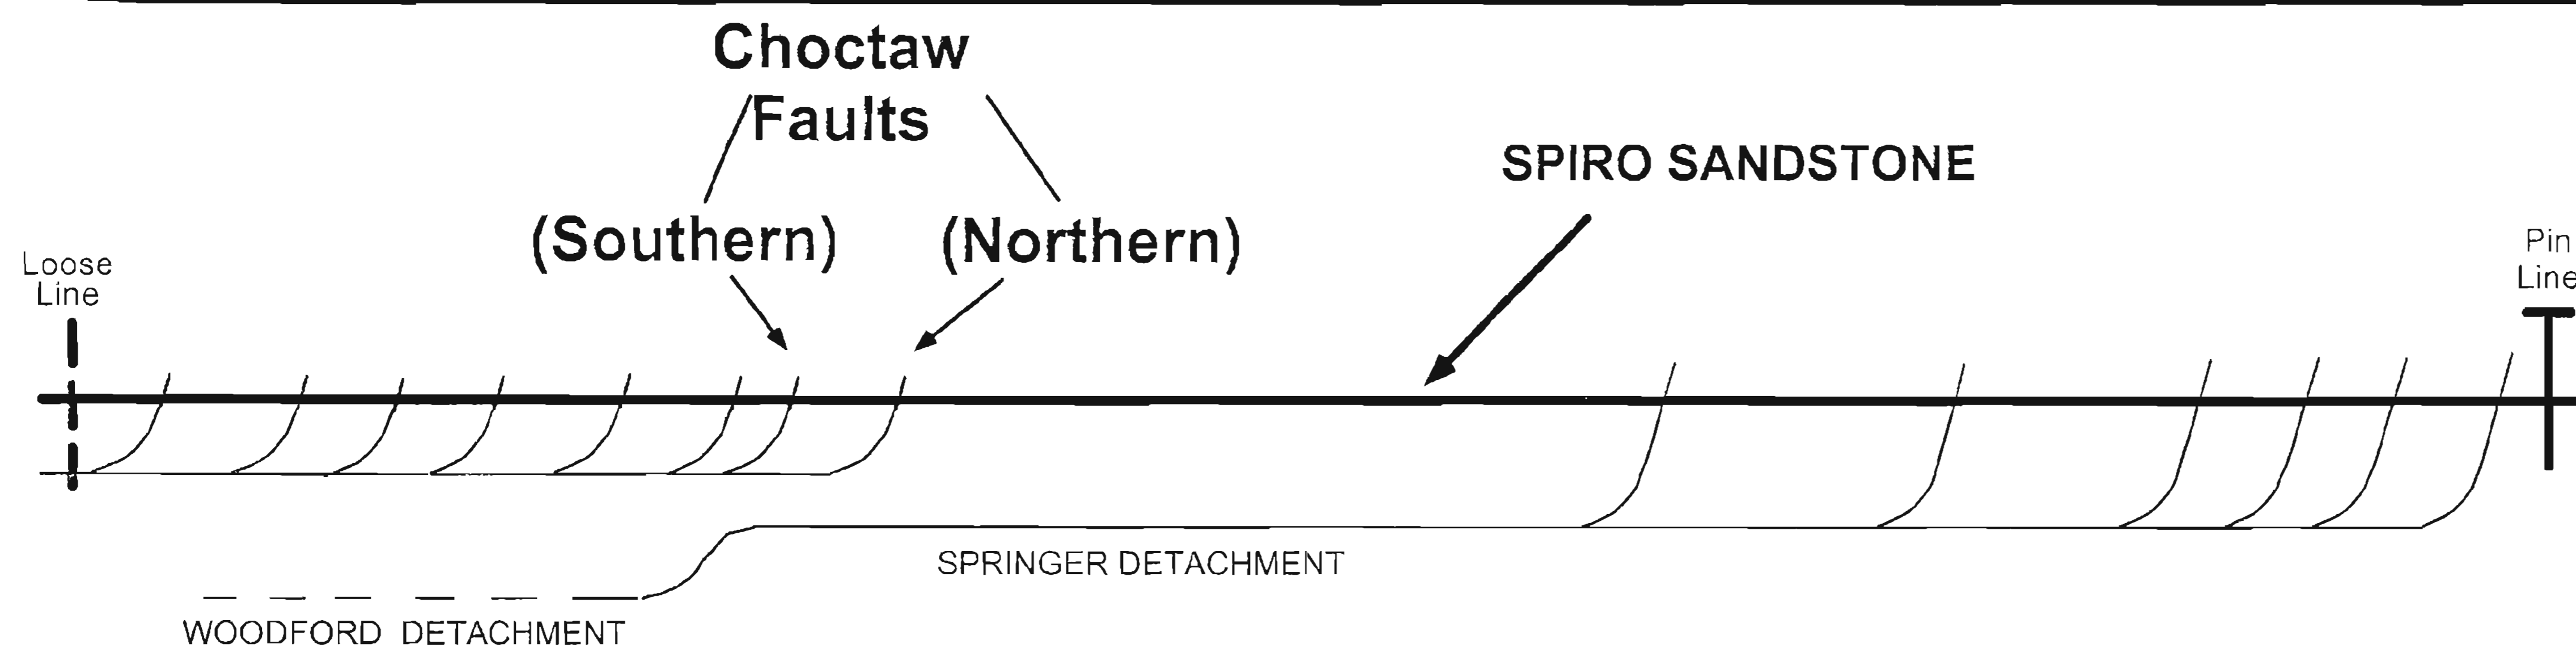 Choctaw
Faults
(Southern)
(Northern)
SPIRO SANDSTONE
Loose
Line
Pin
Line
SPRINGER DETACHMENT
WOODFORD DETACHMENT